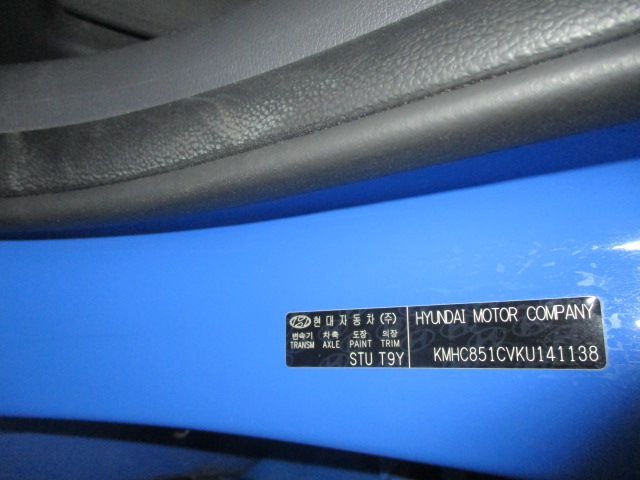 현대자동차(주)
변속기 차축 도장 의장
TRANSM AXLE PAINT TRIM
STU T9Y
HYUNDAI MOTOR COMPANY
KMHC851CVKU141138